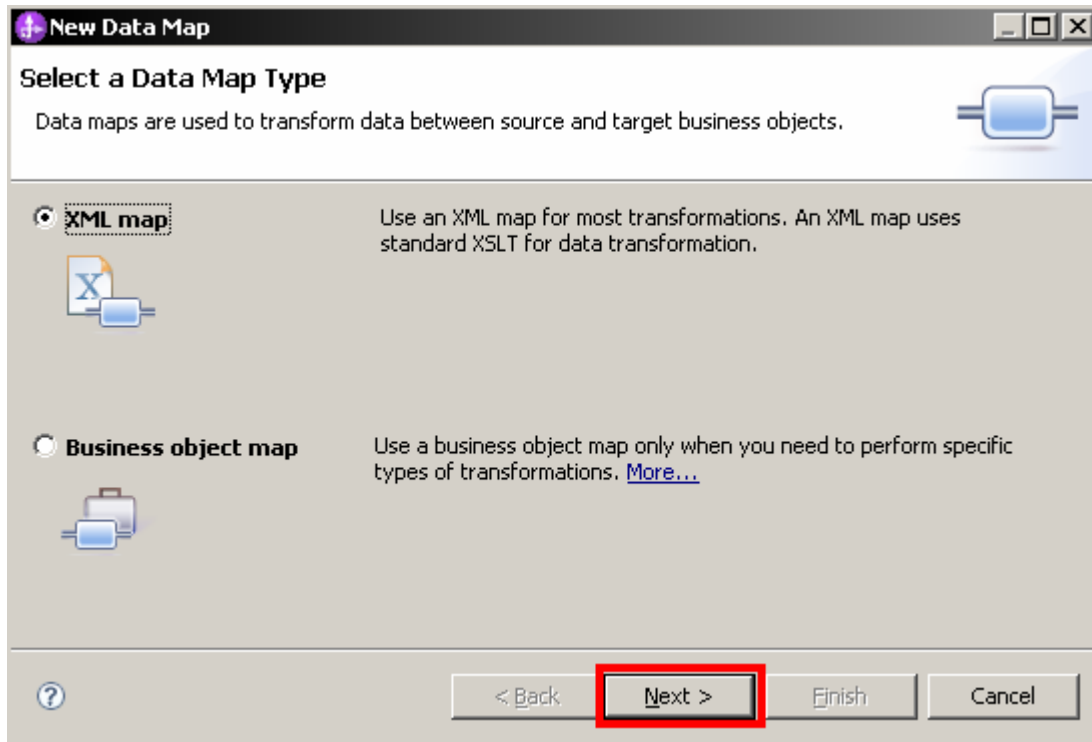 New Data Map
Select a Data Map Type
Data maps are used to transform data between source and target business objects.
XML map
Use an XML map for most transformations. An XML map uses
standard XSLT for data transformation.
X
Business object map
Use a business object map only when you need to perform specific
types of transformations. More...
?
< Back
Next >
Finish
Cancel